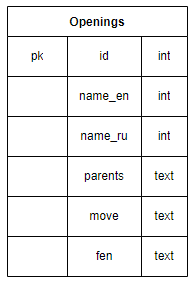 Openings
pk id int
name_en int
name_ru int
parents text
move text
fen text